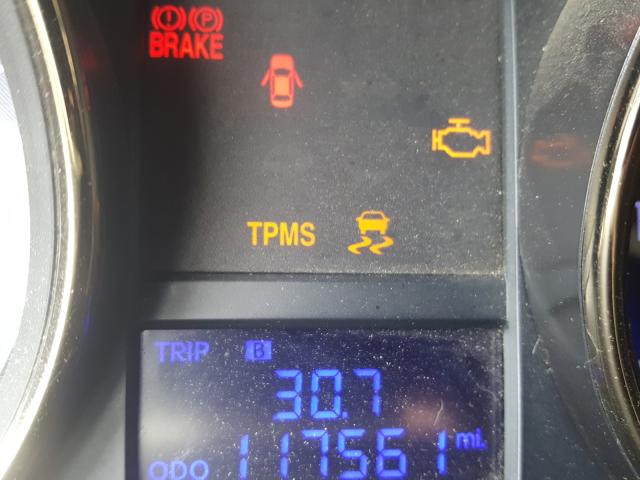 BRAKE
TPMS
TRIP B
30.7
ODO 117561 mi.